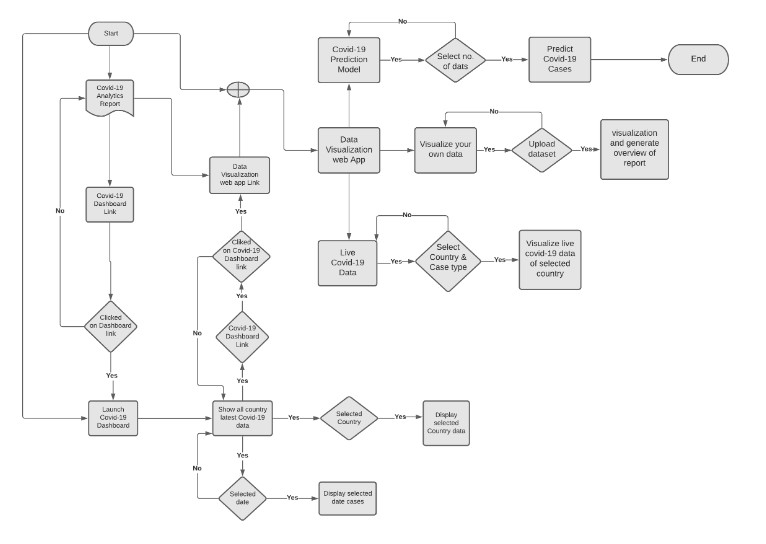 Start
Covid-19
Analytics
Report
Covid-19
Dashboard
Link
No
Clicked
on Dashboard
link
Yes
Launch
Covid-19
Dashboard
Data
Visualization
web app Link
Yes
Cliked
on Covid-19
Dashboard
link
Yes
No
Covid-19
Dashboard
Link
Yes
Show all country
latest Covid-19
data
Yes
Selected
Country
Yes
Display
selected
Country data
Yes
No
Selected
date
Yes
Display selected
date cases
No
Covid-19
Prediction
Model
Yes
Select no.
of dats
Yes
Predict
Covid-19
Cases
End
Data
Visualization
web App
No
Visualize your
own data
Yes
Upload
dataset
Yes
visualization
and generate
overview of
report
No
Live
Covid-19
Data
Yes
Select
Country &
Case type
Yes
Visualize live
covid-19 data
of selected
country